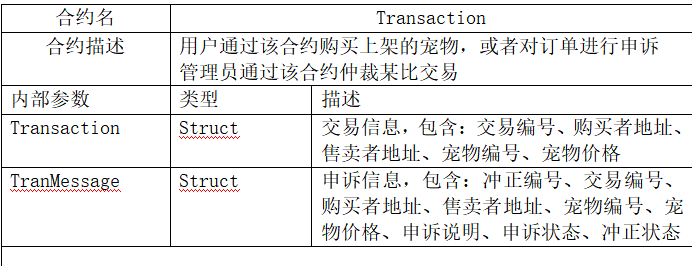 合约名 Transaction
合约描述 用户通过该合约购买上架的宠物，或者对订单进行申诉
管理员通过该合约仲裁某比交易
内部参数 类型 描述
Transaction Struct 交易信息，包含：交易编号、购买者地址、
售卖者地址、宠物编号、宠物价格
TranMessage Struct 申诉信息，包含：冲正编号、交易编号、
购买者地址、售卖者地址、宠物编号、宠
物价格、申诉说明、申诉状态、冲正状态